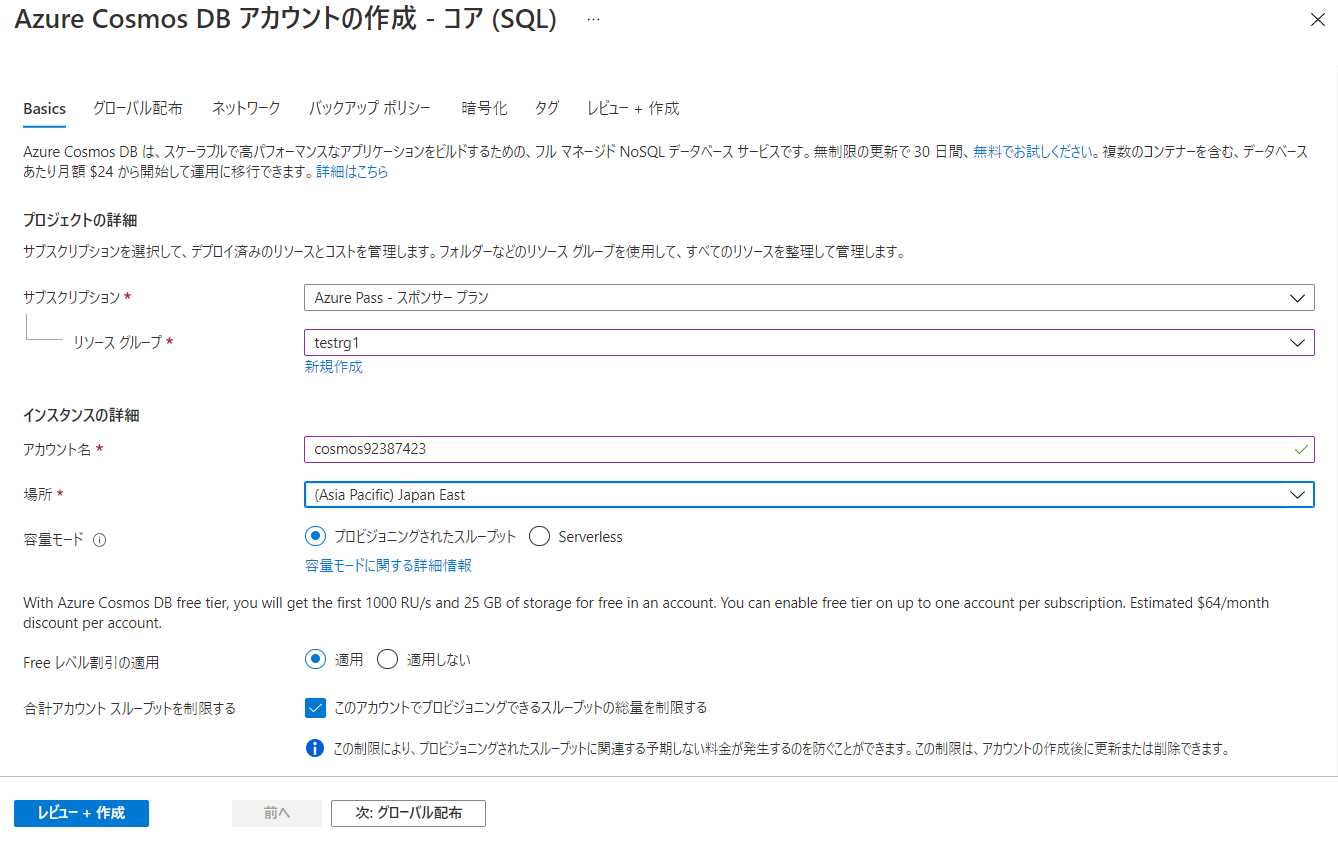 Azure Cosmos DB アカウントの作成 - コア (SQL) ...
Basics グローバル配布 ネットワーク バックアップ ポリシー 暗号化 タグ レビュー + 作成
Azure Cosmos DB は、スケーラブルで高パフォーマンスなアプリケーションをビルドするための、フル マネージド NoSQL データベース サービスです。無制限の更新で 30 日間、無料でお試しください。複数のコンテナーを含む、データベース
あたり月額 $24 から開始して運用に移行できます。詳細はこちら
プロジェクトの詳細
サブスクリプションを選択して、デプロイ済みのリソースとコストを管理します。フォルダーなどのリソース グループを使用して、すべてのリソースを整理して管理します。
サブスクリプション * Azure Pass - スポンサー プラン
リソース グループ * testrg1
新規作成
インスタンスの詳細
アカウント名 * cosmos92387423
場所 * (Asia Pacific) Japan East
容量モード プロビジョニングされたスループット Serverless
容量モードに関する詳細情報
With Azure Cosmos DB free tier, you will get the first 1000 RU/s and 25 GB of storage for free in an account. You can enable free tier on up to one account per subscription. Estimated $64/month
discount per account.
Free レベル割引の適用 適用 適用しない
合計アカウント スループットを制限する このアカウントでプロビジョニングできるスループットの総量を制限する
この制限により、プロビジョニングされたスループットに関連する予期しない料金が発生するのを防ぐことができます。この制限は、アカウントの作成後に更新または削除できます。
レビュー + 作成 前へ 次: グローバル配布